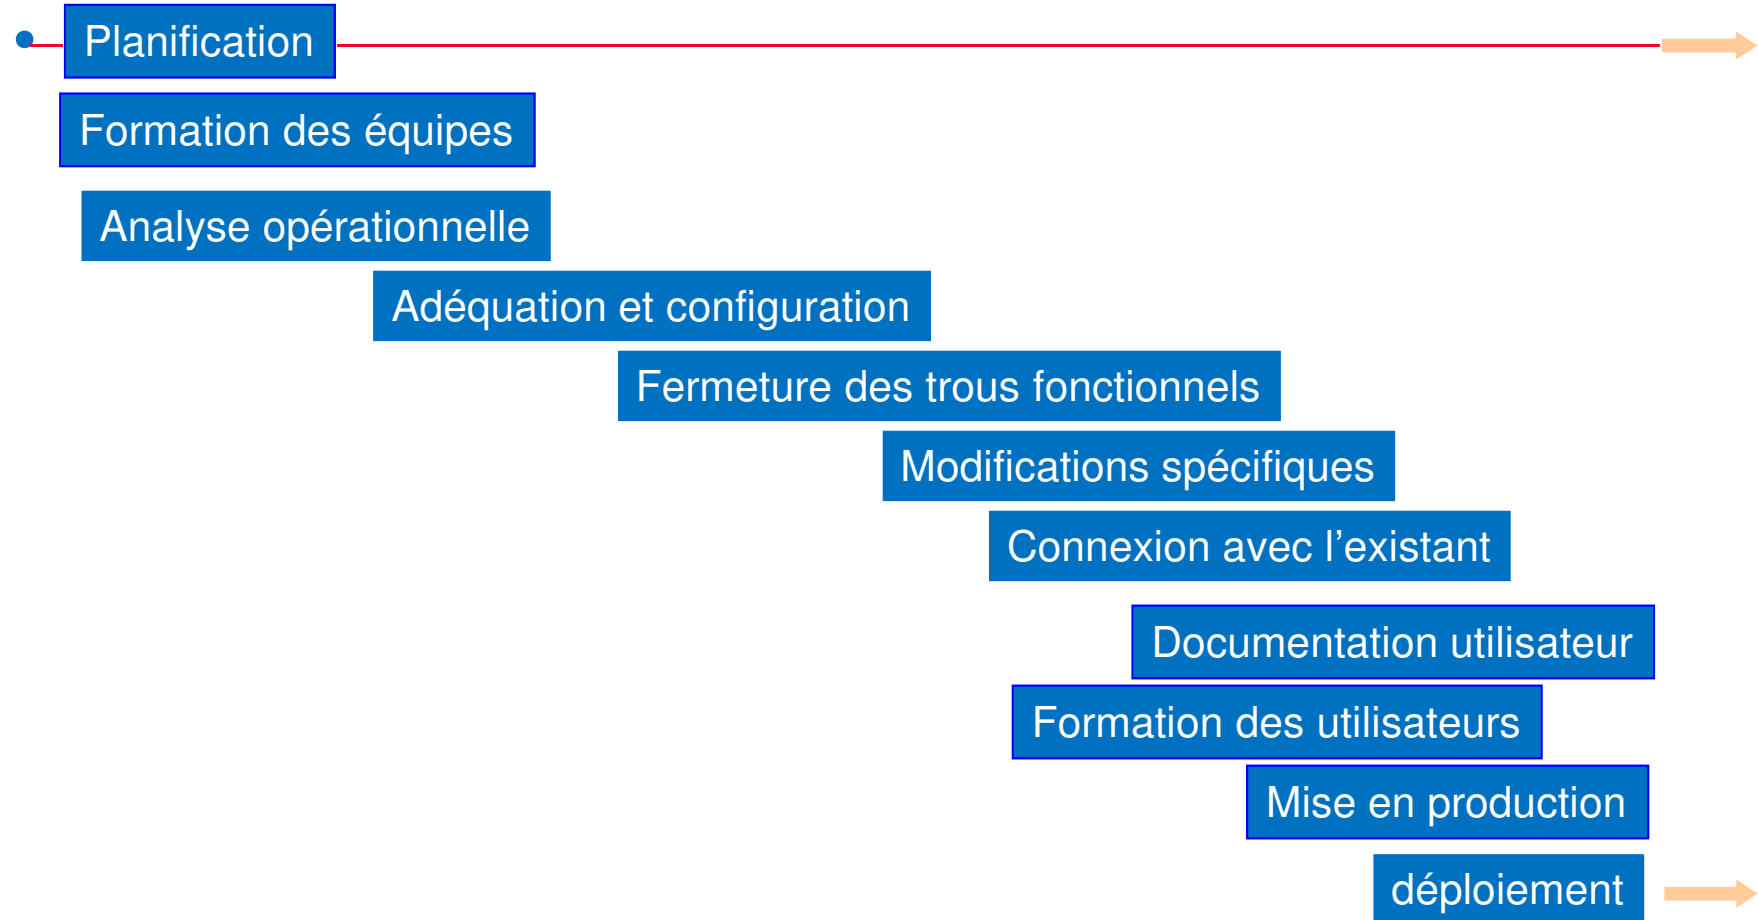 Planification
Formation des équipes
Analyse opérationnelle
Adéquation et configuration
Fermeture des trous fonctionnels
Modifications spécifiques
Connexion avec l’existant
Documentation utilisateur
Formation des utilisateurs
Mise en production
déploiement